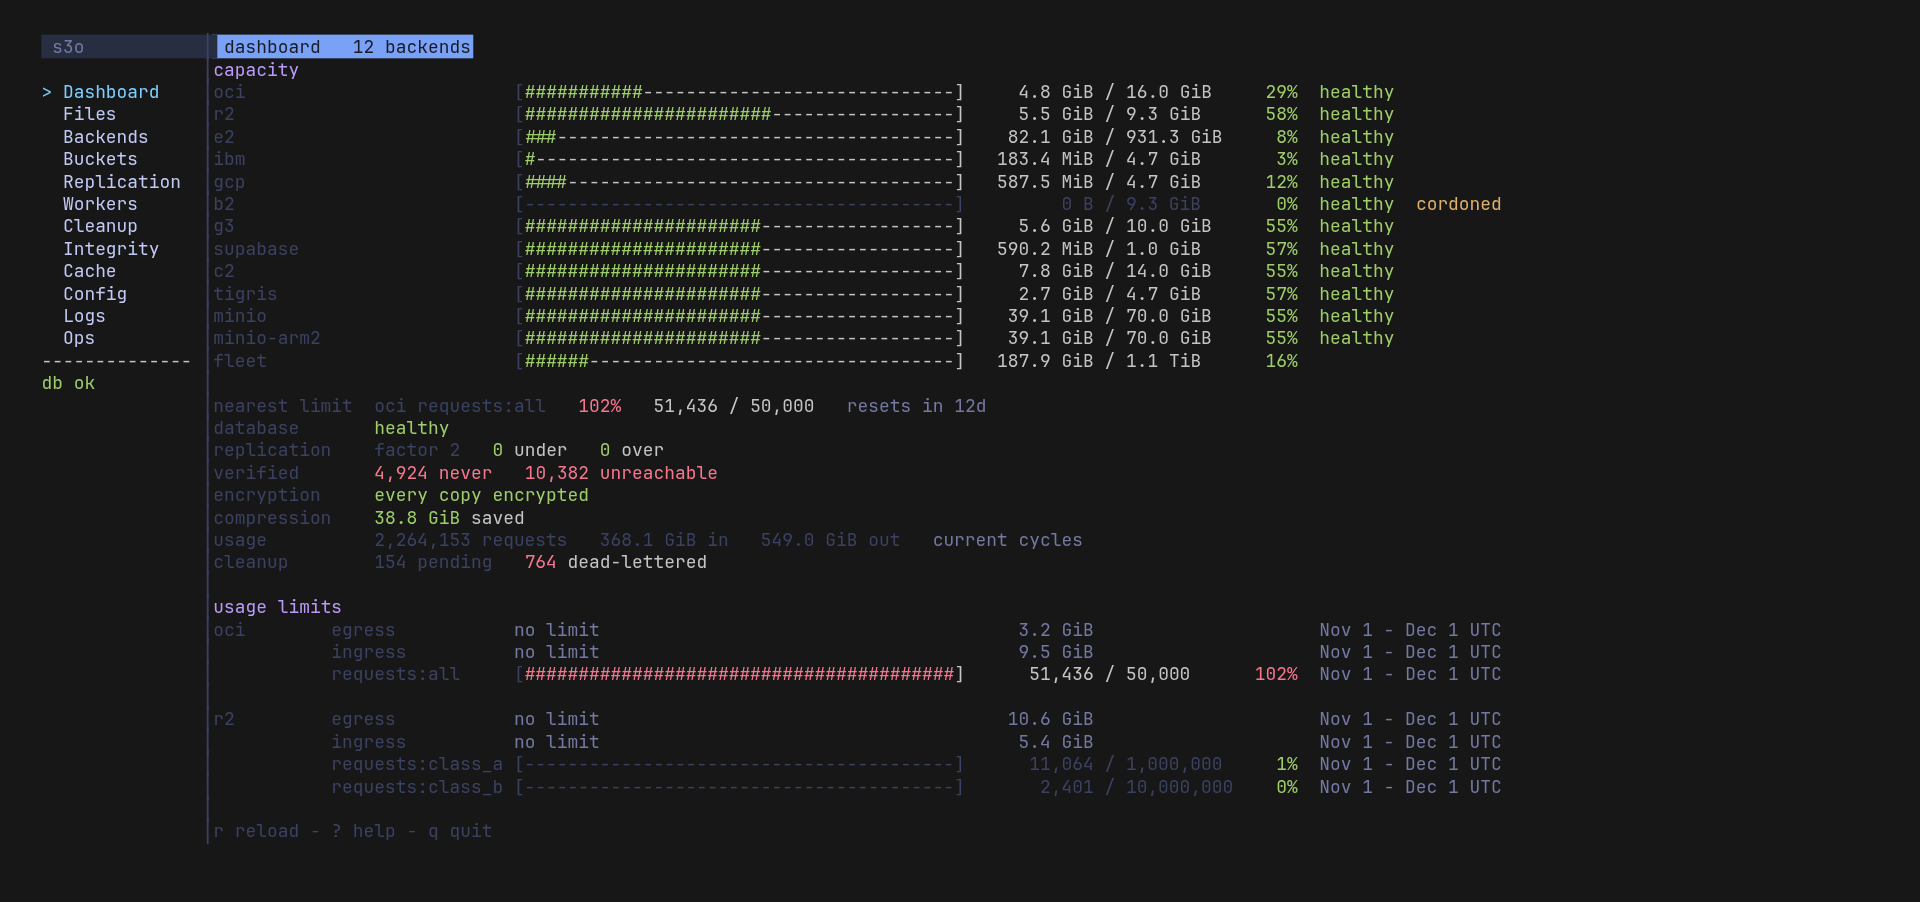 s3o
dashboard   12 backends
> Dashboard
Files
Backends
Buckets
Replication
Workers
Cleanup
Integrity
Cache
Config
Logs
Ops
--------------
db ok
capacity
oci [###########-----------------------------] 4.8 GiB / 16.0 GiB 29% healthy
r2 [#######################-----------------] 5.5 GiB / 9.3 GiB 58% healthy
e2 [###-------------------------------------] 82.1 GiB / 931.3 GiB 8% healthy
ibm [#---------------------------------------] 183.4 MiB / 4.7 GiB 3% healthy
gcp [####------------------------------------] 587.5 MiB / 4.7 GiB 12% healthy
b2 [----------------------------------------] 0 B / 9.3 GiB 0% healthy cordoned
g3 [######################------------------] 5.6 GiB / 10.0 GiB 55% healthy
supabase [######################------------------] 590.2 MiB / 1.0 GiB 57% healthy
c2 [######################------------------] 7.8 GiB / 14.0 GiB 55% healthy
tigris [######################------------------] 2.7 GiB / 4.7 GiB 57% healthy
minio [######################------------------] 39.1 GiB / 70.0 GiB 55% healthy
minio-arm2 [######################------------------] 39.1 GiB / 70.0 GiB 55% healthy
fleet [######----------------------------------] 187.9 GiB / 1.1 TiB 16%
nearest limit oci requests:all 102% 51,436 / 50,000 resets in 12d
database healthy
replication factor 2 0 under 0 over
verified 4,924 never 10,382 unreachable
encryption every copy encrypted
compression 38.8 GiB saved
usage 2,264,153 requests 368.1 GiB in 549.0 GiB out current cycles
cleanup 154 pending 764 dead-lettered
usage limits
oci egress no limit 3.2 GiB Nov 1 - Dec 1 UTC
ingress no limit 9.5 GiB Nov 1 - Dec 1 UTC
requests:all [########################################] 51,436 / 50,000 102% Nov 1 - Dec 1 UTC
r2 egress no limit 10.6 GiB Nov 1 - Dec 1 UTC
ingress no limit 5.4 GiB Nov 1 - Dec 1 UTC
requests:class_a [----------------------------------------] 11,064 / 1,000,000 1% Nov 1 - Dec 1 UTC
requests:class_b [----------------------------------------] 2,401 / 10,000,000 0% Nov 1 - Dec 1 UTC
r reload - ? help - q quit